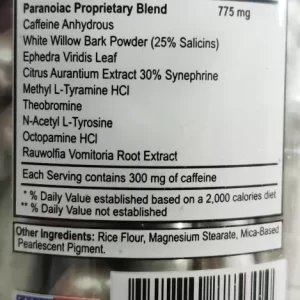 Paranoiac Proprietary Blend 775 mg
Caffeine Anhydrous
White Willow Bark Powder (25% Salicins)
Ephedra Viridis Leaf
Citrus Aurantium Extract 30% Synephrine
Methyl L-Tyramine HCl
Theobromine
N-Acetyl L-Tyrosine
Octopamine HCl
Rauwolfia Vomitoria Root Extract
Each Serving contains 300 mg of caffeine
* % Daily Value established based on a 2,000 calories diet
** % Daily Value not established
Other Ingredients: Rice Flour, Magnesium Stearate, Mica-Based
Pearlescent Pigment.